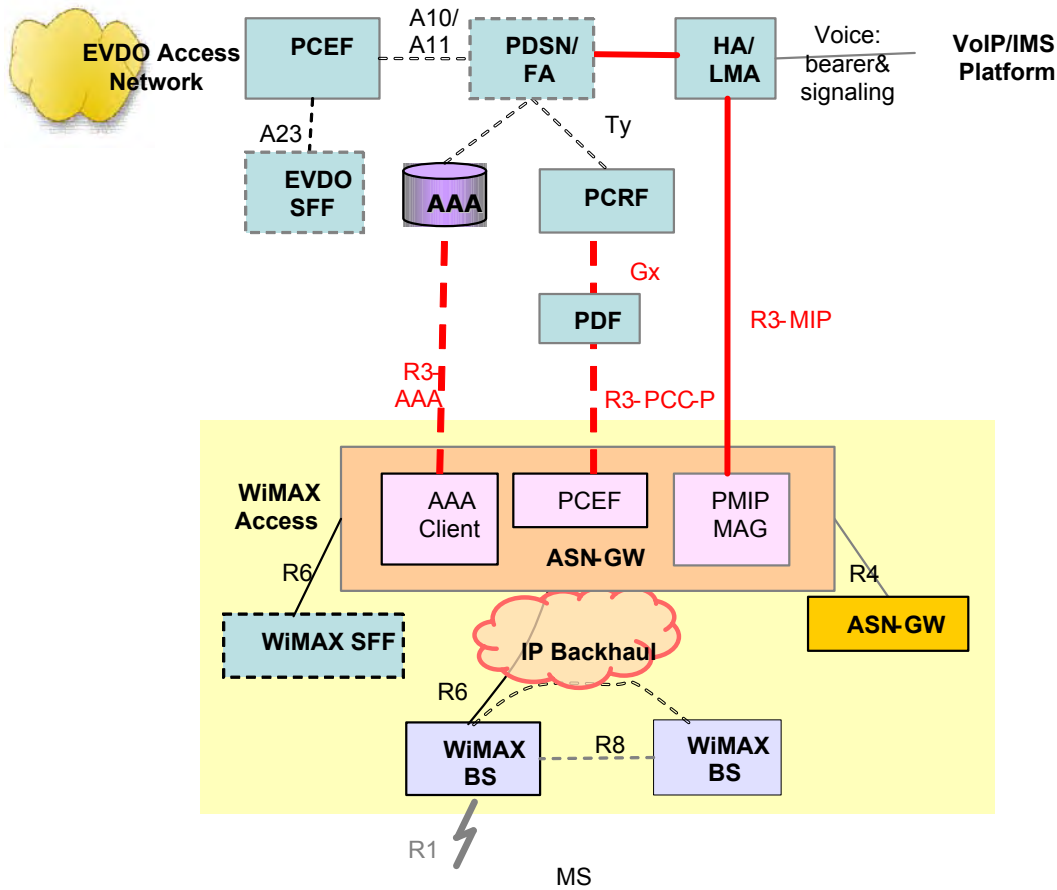 EVDO Access
Network
PCEF
A10/
A11
PDSN/
FA
HA/
LMA
Voice:
bearer&
signaling
VoIP/IMS
Platform
A23
EVDO
SFF
AAA
Ty
PCRF
Gx
PDF
R3-MIP
R3-
AAA
R3-PCC-P
WiMAX
Access
AAA
Client
PCEF
PMIP
MAG
ASN-GW
R6
R4
WiMAX SFF
ASN-GW
IP Backhaul
R6
WiMAX
BS
R8
WiMAX
BS
R1
MS